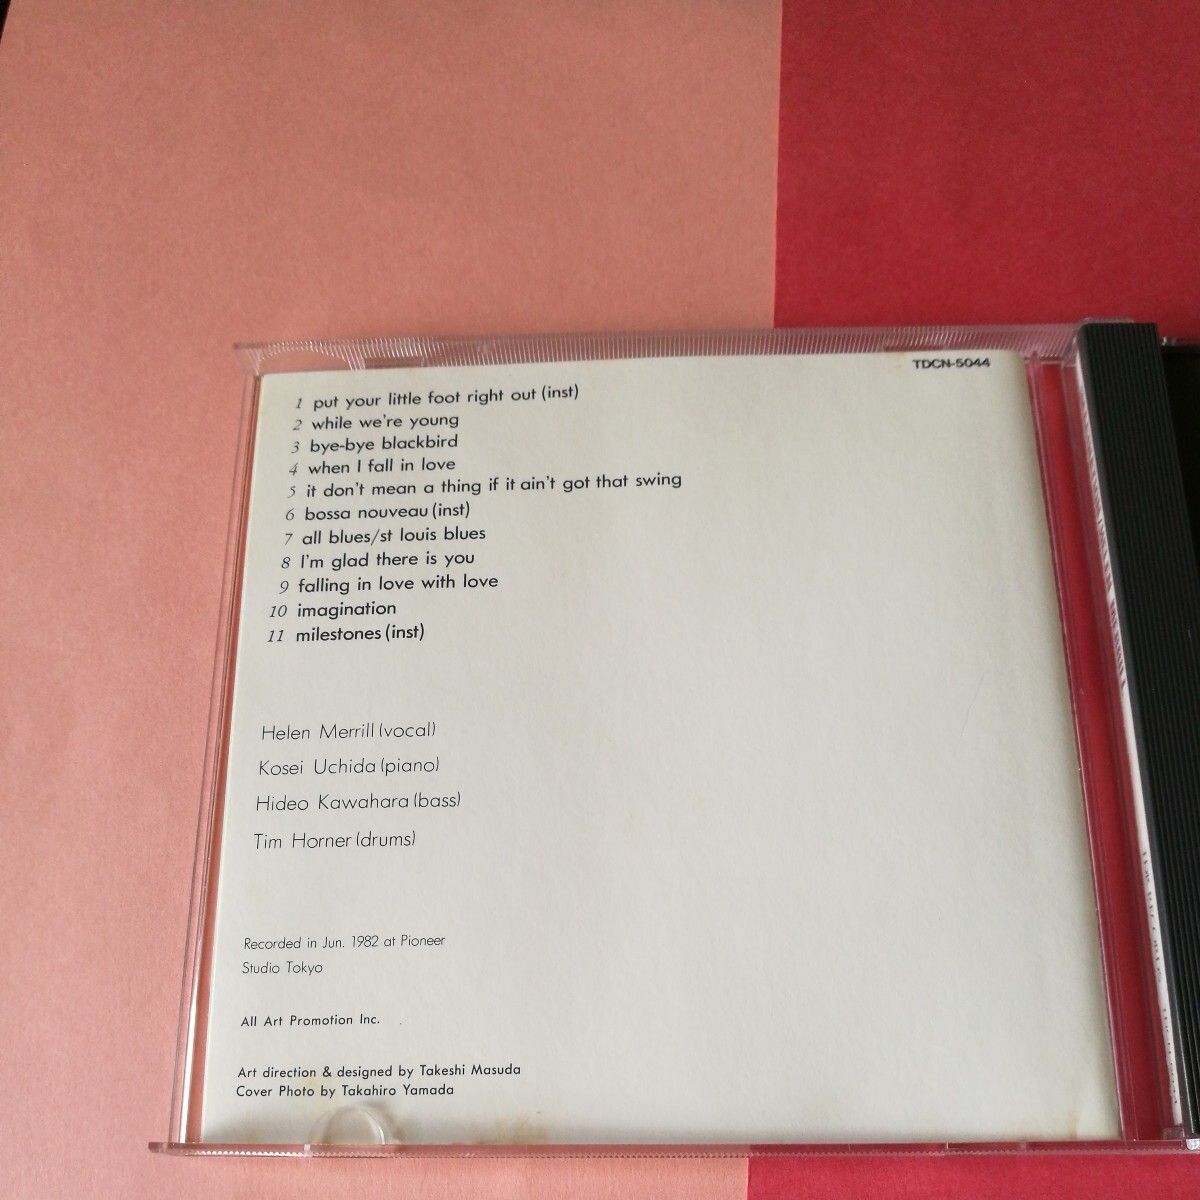 TDCN-5044
1 put your little foot right out (inst)
2 while we're young
3 bye-bye blackbird
4 when I fall in love
5 it don't mean a thing if it ain't got that swing
6 bossa nouveau (inst)
7 all blues/st louis blues
8 I'm glad there is you
9 falling in love with love
10 imagination
11 milestones (inst)
Helen Merrill (vocal)
Kosei Uchida (piano)
Hideo Kawahara (bass)
Tim Horner (drums)
Recorded in Jun. 1982 at Pioneer
Studio Tokyo
All Art Promotion Inc.
Art direction & designed by Takeshi Masuda
Cover Photo by Takahiro Yamada